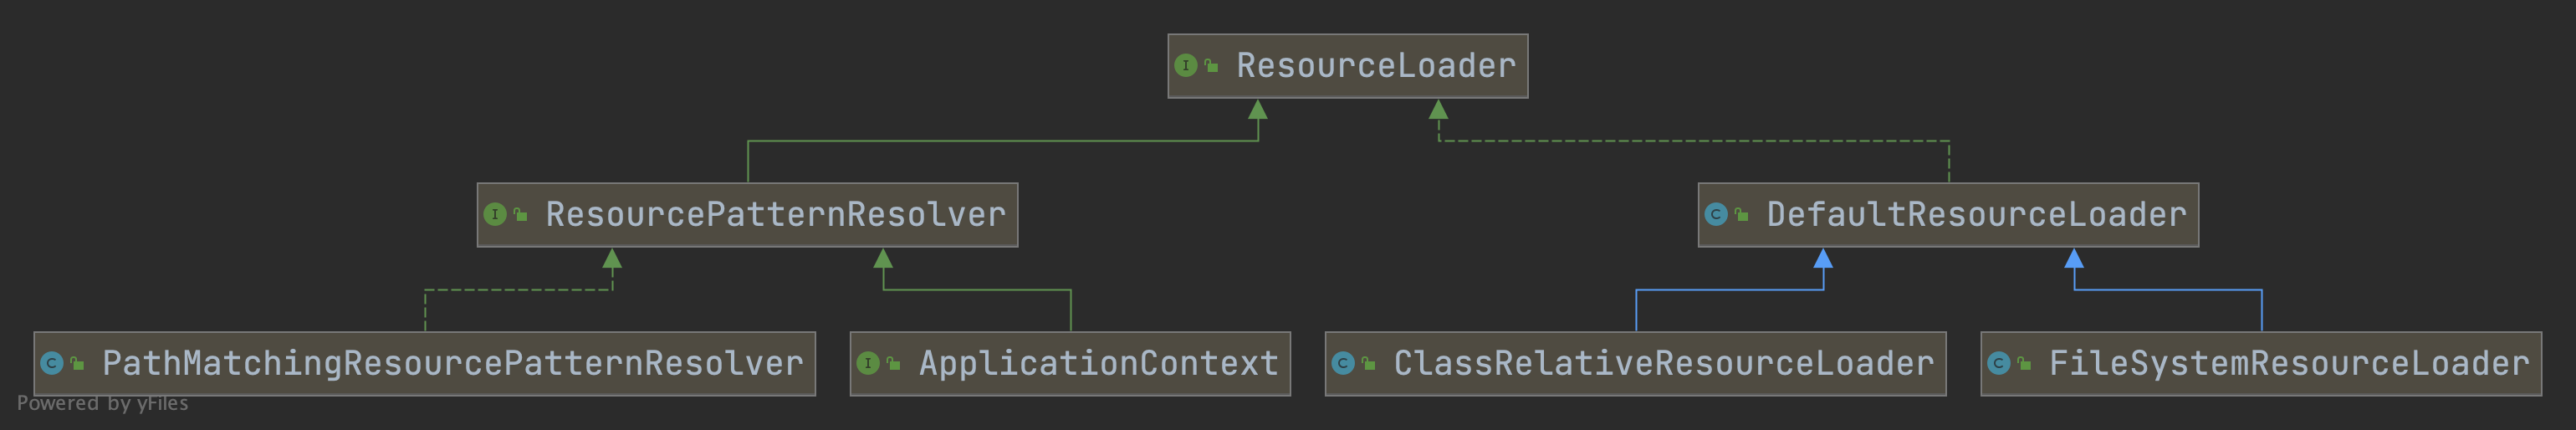 I ResourceLoader
I ResourcePatternResolver
C DefaultResourceLoader
C PathMatchingResourcePatternResolver
I ApplicationContext
C ClassRelativeResourceLoader
C FileSystemResourceLoader
Powered by yFiles